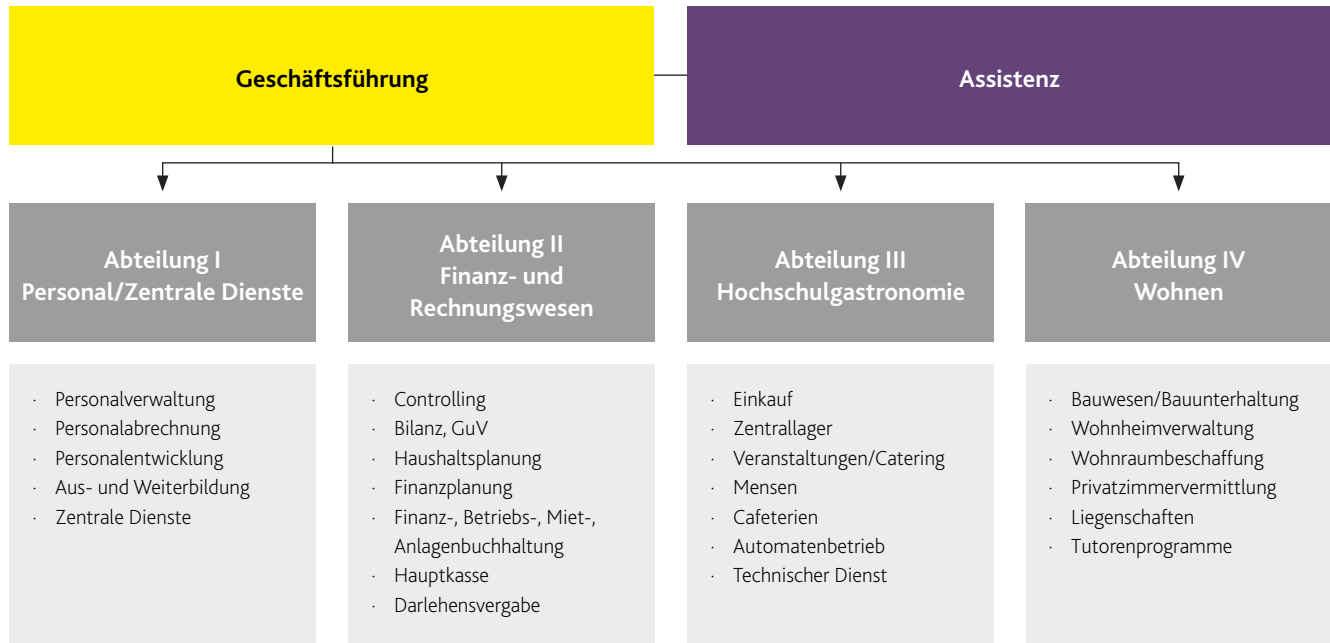 Geschäftsführung
Assistenz
Abteilung I
Personal/Zentrale Dienste
Abteilung II
Finanz- und
Rechnungswesen
Abteilung III
Hochschulgastronomie
Abteilung IV
Wohnen
· Personalverwaltung
· Personalabrechnung
· Personalentwicklung
· Aus- und Weiterbildung
· Zentrale Dienste
· Controlling
· Bilanz, GuV
· Haushaltsplanung
· Finanzplanung
· Finanz-, Betriebs-, Miet-,
Anlagenbuchhaltung
· Hauptkasse
· Darlehensvergabe
· Einkauf
· Zentrallager
· Veranstaltungen/Catering
· Mensen
· Cafeterien
· Automatenbetrieb
· Technischer Dienst
· Bauwesen/Bauunterhaltung
· Wohnheimverwaltung
· Wohnraumbeschaffung
· Privatzimmervermittlung
· Liegenschaften
· Tutorenprogramme